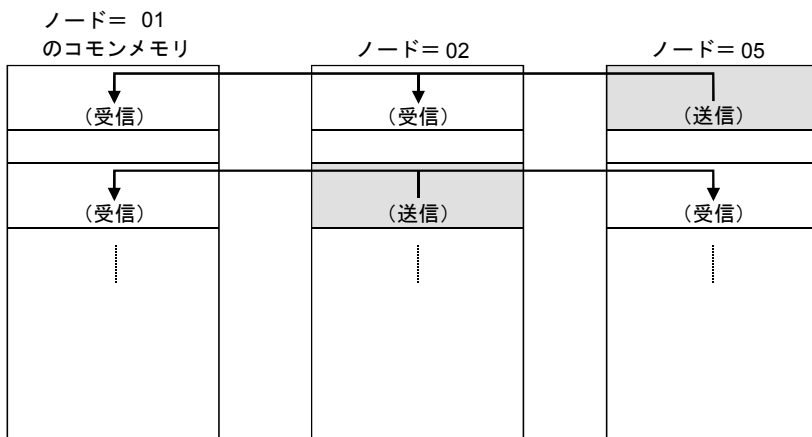 ノード＝ 01
のコモンメモリ
ノード＝02
ノード＝05
（受信）
（受信）
（送信）
（受信）
（送信）
（受信）